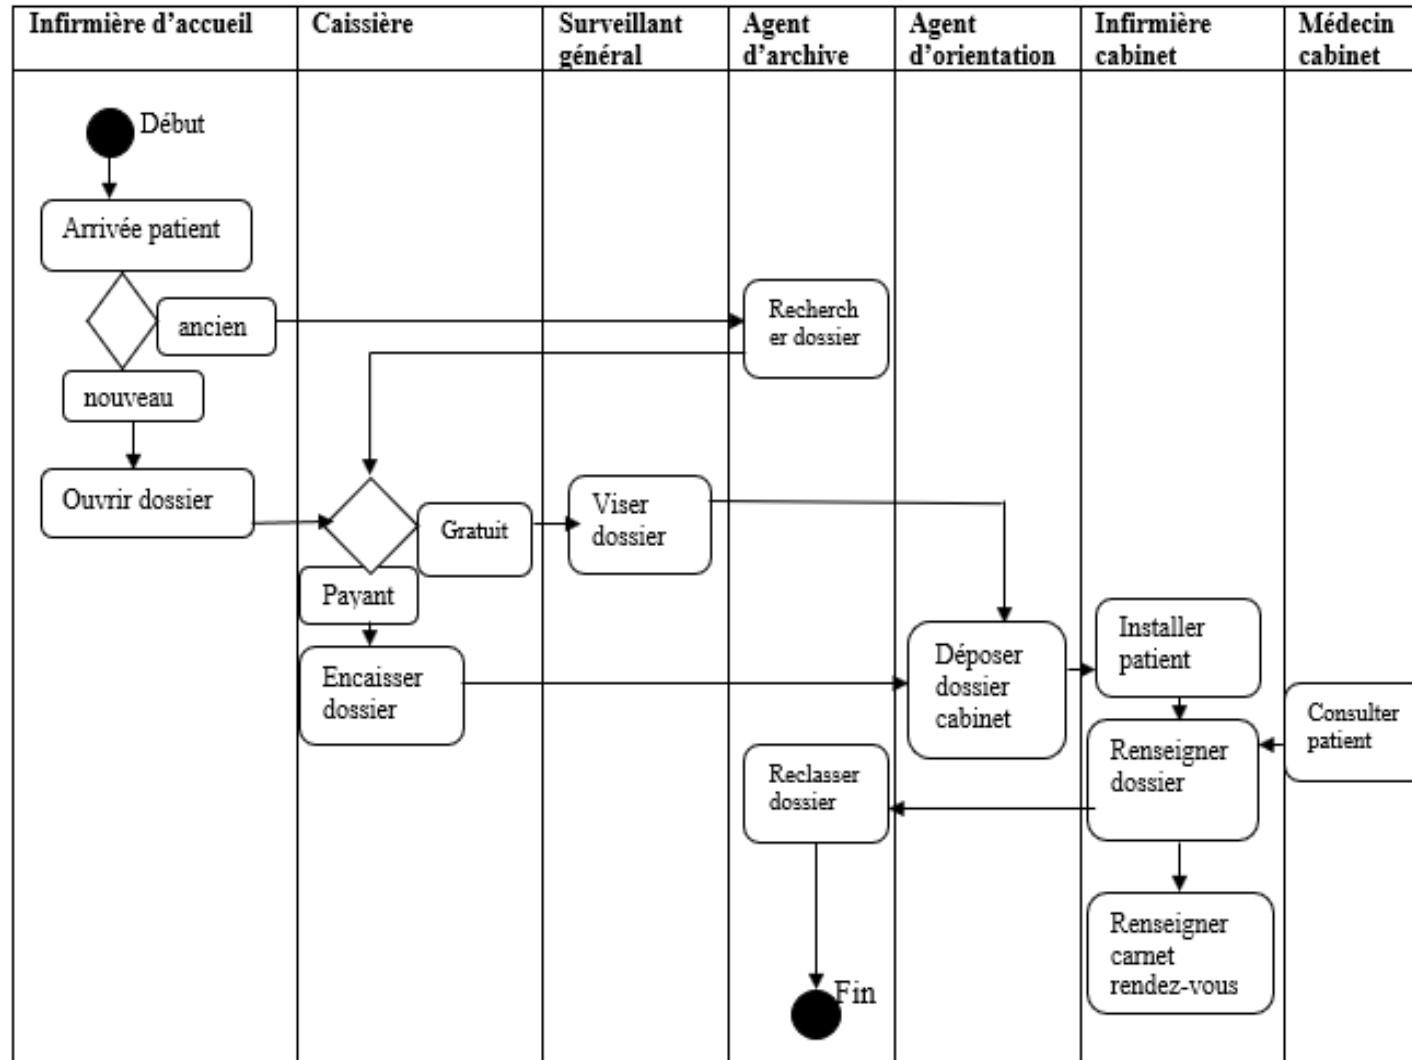 Infirmière d’accueil
Caissière
Surveillant
général
Agent
d’archive
Agent
d’orientation
Infirmière
cabinet
Médecin
cabinet
Début
Arrivée patient
ancien
Recherch
er dossier
nouveau
Ouvrir dossier
Gratuit
Viser
dossier
Payant
Encaisser
dossier
Déposer
dossier
cabinet
Installer
patient
Consulter
patient
Renseigner
dossier
Reclasser
dossier
Renseigner
carnet
rendez-vous
Fin